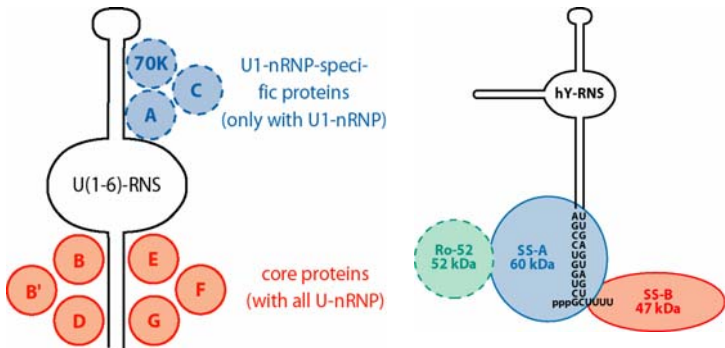 70K
C
A
U1-nRNP-speci-
fic proteins
(only with U1-nRNP)
U(1-6)-RNS
B
B'
D
E
F
G
core proteins
(with all U-nRNP)
hY-RNS
AU
GU
CG
CA
UG
GU
GA
UG
CU
pppGCUUUU
Ro-52
52 kDa
SS-A
60 kDa
SS-B
47 kDa